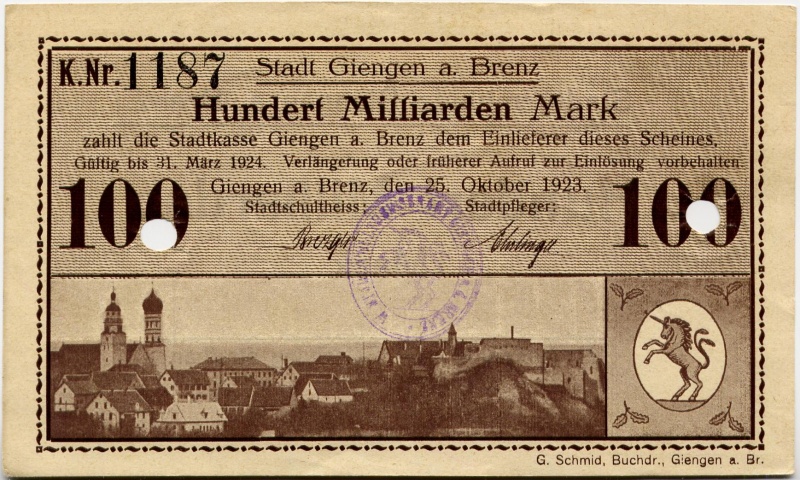 K.Nr. 1187
Stadt Giengen a. Brenz
Hundert Milliarden Mark
zahlt die Stadtkasse Giengen a. Brenz dem Einlieferer dieses Scheines.
Gültig bis 31. März 1924. Verlängerung oder früherer Aufruf zur Einlösung vorbehalten
100 Giengen a. Brenz, den 25. Oktober 1923. 100
Stadtschultheiss: Stadtpfleger:
G. Schmid, Buchdr., Giengen a. Br.